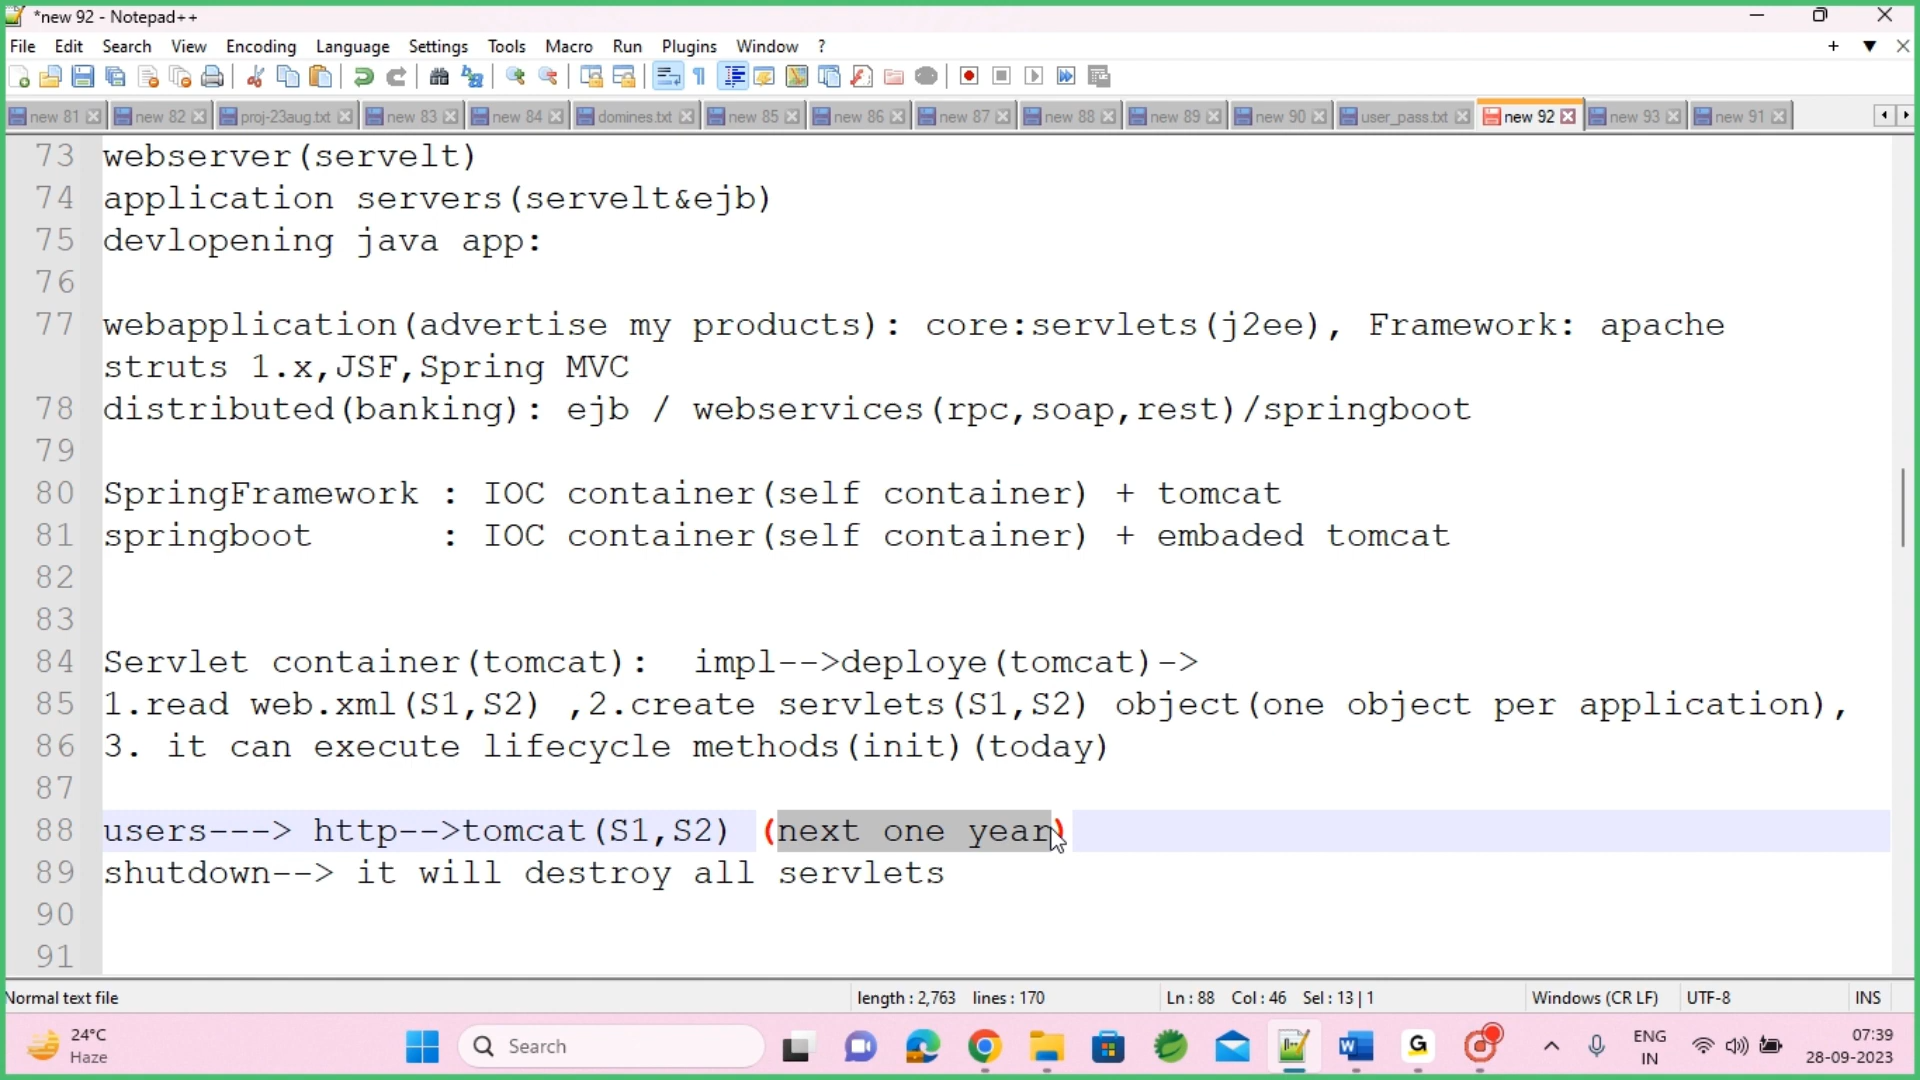 *new 92 - Notepad++
File Edit Search View Encoding Language Settings Tools Macro Run Plugins Window ?
new 81 new 82 proj-23aug.txt new 83 new 84 domines.txt new 85 new 86 new 87 new 88 new 89 new 90 user_pass.txt new 92 new 93 new 91
73 webserver(servelt)
74 application servers(servelt&ejb)
75 devlopening java app:
76
77 webapplication(advertise my products): core:servlets(j2ee), Framework: apache
struts 1.x,JSF,Spring MVC
78 distributed(banking): ejb / webservices(rpc,soap,rest)/springboot
79
80 SpringFramework : IOC container(self container) + tomcat
81 springboot : IOC container(self container) + embaded tomcat
82
83
84 Servlet container(tomcat): impl-->deploye(tomcat)->
85 1.read web.xml(S1,S2) ,2.create servlets(S1,S2) object(one object per application),
86 3. it can execute lifecycle methods(init)(today)
87
88 users---> http-->tomcat(S1,S2) (next one year)
89 shutdown--> it will destroy all servlets
90
91
Normal text file length : 2,763 lines : 170 Ln : 88 Col : 46 Sel : 13 | 1 Windows (CR LF) UTF-8 INS
24°C
Haze
Search
ENG
IN
07:39
28-09-2023